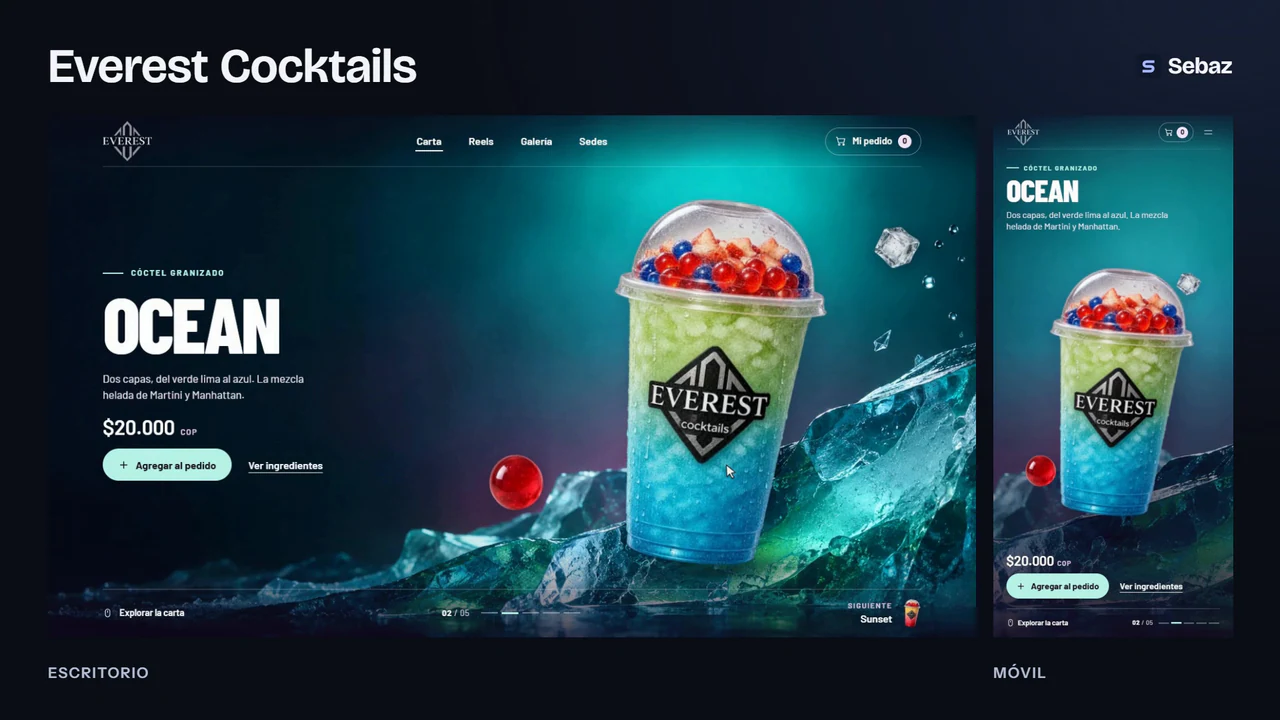 Everest Cocktails
S Sebaz
EVEREST
Carta
Reels
Galería
Sedes
Mi pedido 0
CÓCTEL GRANIZADO
OCEAN
Dos capas, del verde lima al azul. La mezcla
helada de Martini y Manhattan.
$20.000 COP
+ Agregar al pedido
Ver ingredientes
EVEREST
cocktails
Explorar la carta
02 / 05
SIGUIENTE
Sunset
ESCRITORIO
EVEREST
0
CÓCTEL GRANIZADO
OCEAN
Dos capas, del verde lima al azul. La mezcla
helada de Martini y Manhattan.
EVEREST
cocktails
$20.000 COP
+ Agregar al pedido
Ver ingredientes
Explorar la carta
02 / 05
MÓVIL